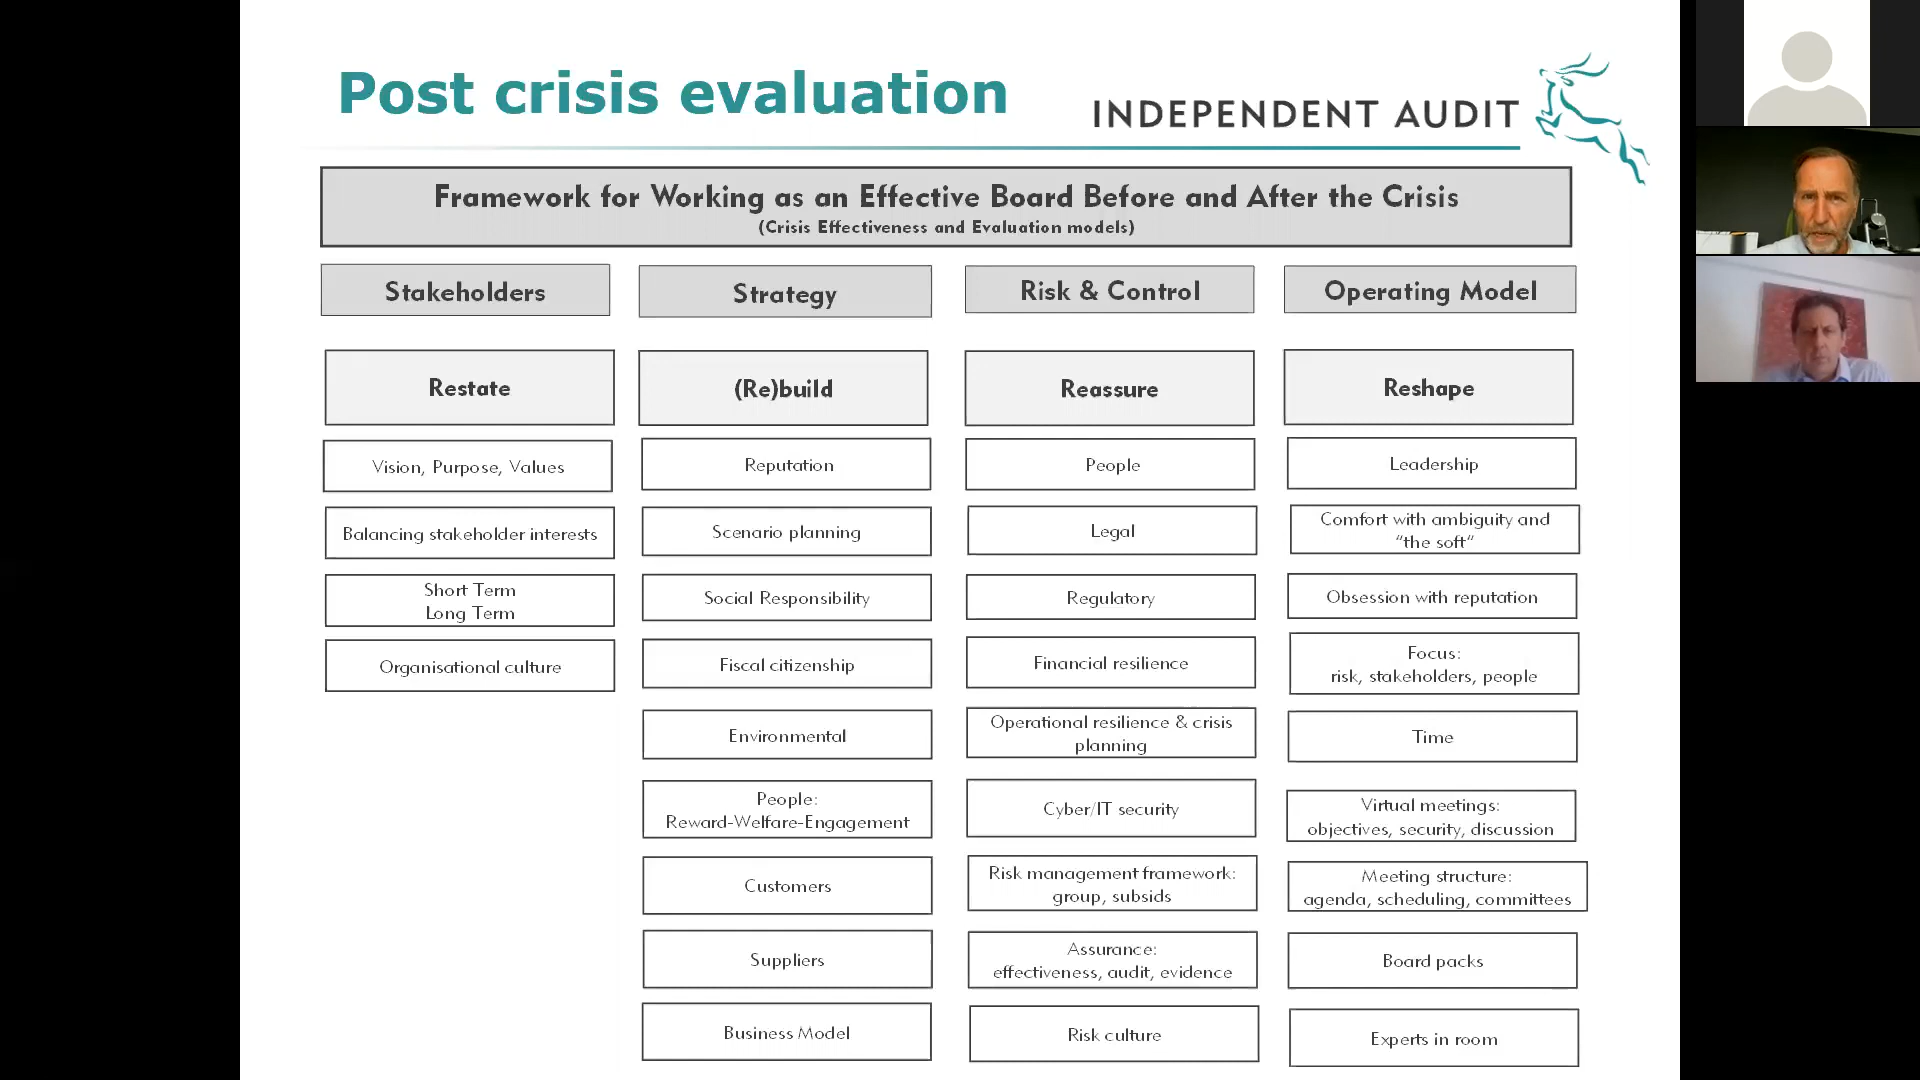 Post crisis evaluation
INDEPENDENT AUDIT
Framework for Working as an Effective Board Before and After the Crisis
(Crisis Effectiveness and Evaluation models)
Stakeholders
Restate
Vision, Purpose, Values
Balancing stakeholder interests
Short Term
Long Term
Organisational culture
Strategy
(Re)build
Reputation
Scenario planning
Social Responsibility
Fiscal citizenship
Environmental
People:
Reward-Welfare-Engagement
Customers
Suppliers
Business Model
Risk & Control
Reassure
People
Legal
Regulatory
Financial resilience
Operational resilience & crisis
planning
Cyber/IT security
Risk management framework:
group, subsids
Assurance:
effectiveness, audit, evidence
Risk culture
Operating Model
Reshape
Leadership
Comfort with ambiguity and
"the soft"
Obsession with reputation
Focus:
risk, stakeholders, people
Time
Virtual meetings:
objectives, security, discussion
Meeting structure:
agenda, scheduling, committees
Board packs
Experts in room